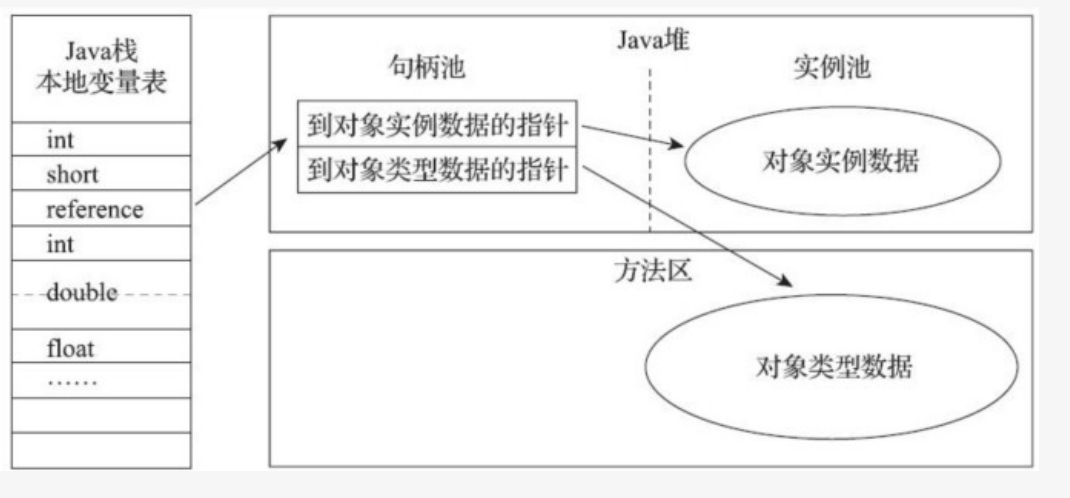 Java栈
本地变量表
int
short
reference
int
double
float
……
Java堆
句柄池
实例池
到对象实例数据的指针
到对象类型数据的指针
对象实例数据
方法区
对象类型数据